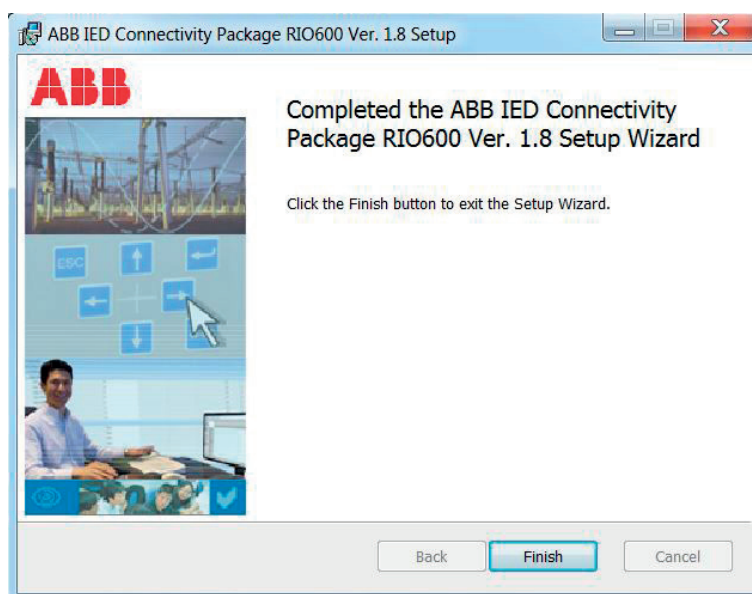 ABB IED Connectivity Package RIO600 Ver. 1.8 Setup
ABB
Completed the ABB IED Connectivity
Package RIO600 Ver. 1.8 Setup Wizard
Click the Finish button to exit the Setup Wizard.
ESC
Back Finish Cancel